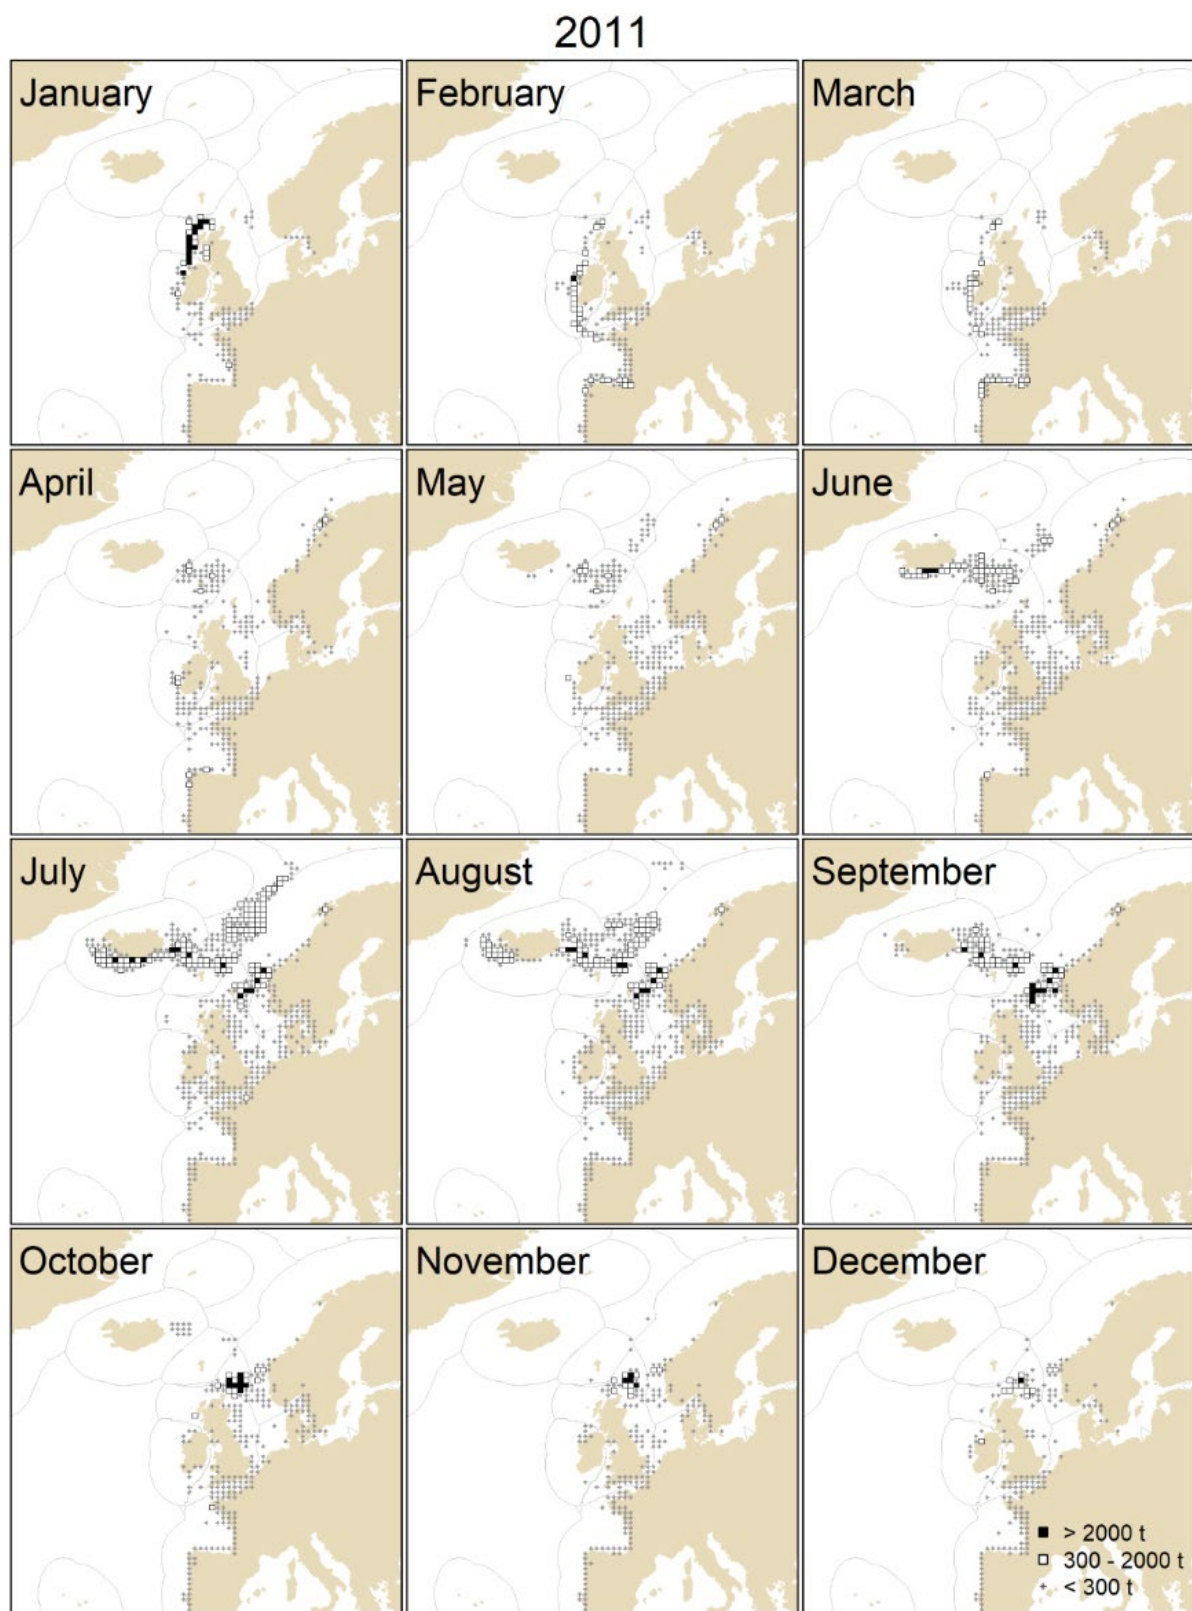 2011
January
February
March
April
May
June
July
August
September
October
November
December
> 2000 t
300 - 2000 t
< 300 t